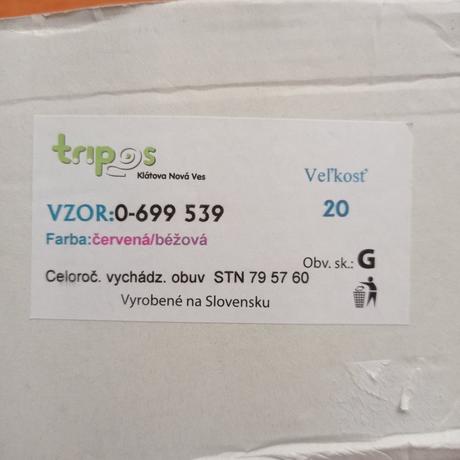 tripos
Klátova Nová Ves
Veľkosť
VZOR:0-699 539
20
Farba:červená/béžová
Obv. sk.: G
Celoroč. vychádz. obuv STN 79 57 60
Vyrobené na Slovensku